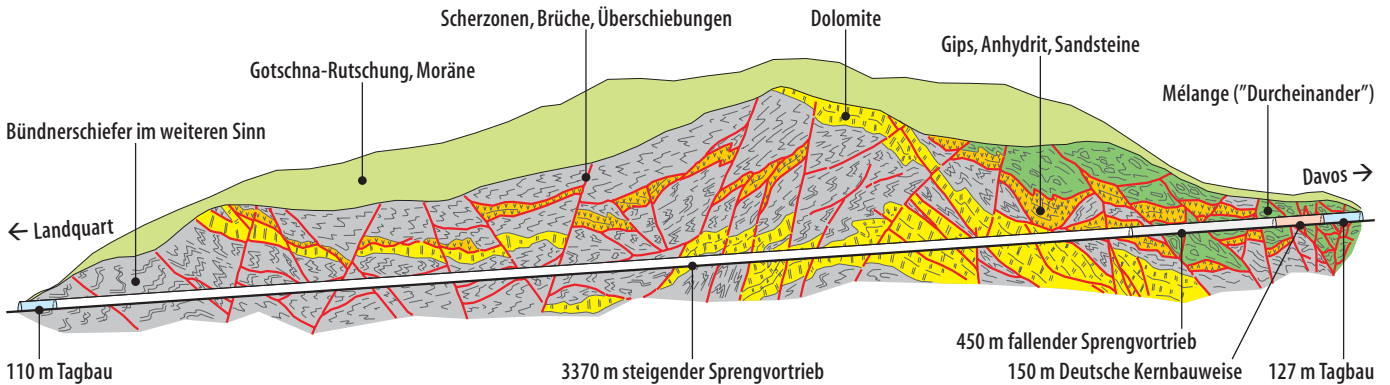 Scherzonen, Brüche, Überschiebungen
Dolomite
Gips, Anhydrit, Sandsteine
Gotschna-Rutschung, Moräne
Mélange ("Durcheinander")
Bündnerschiefer im weiteren Sinn
Davos →
← Landquart
450 m fallender Sprengvortrieb
110 m Tagbau
3370 m steigender Sprengvortrieb
150 m Deutsche Kernbauweise
127 m Tagbau